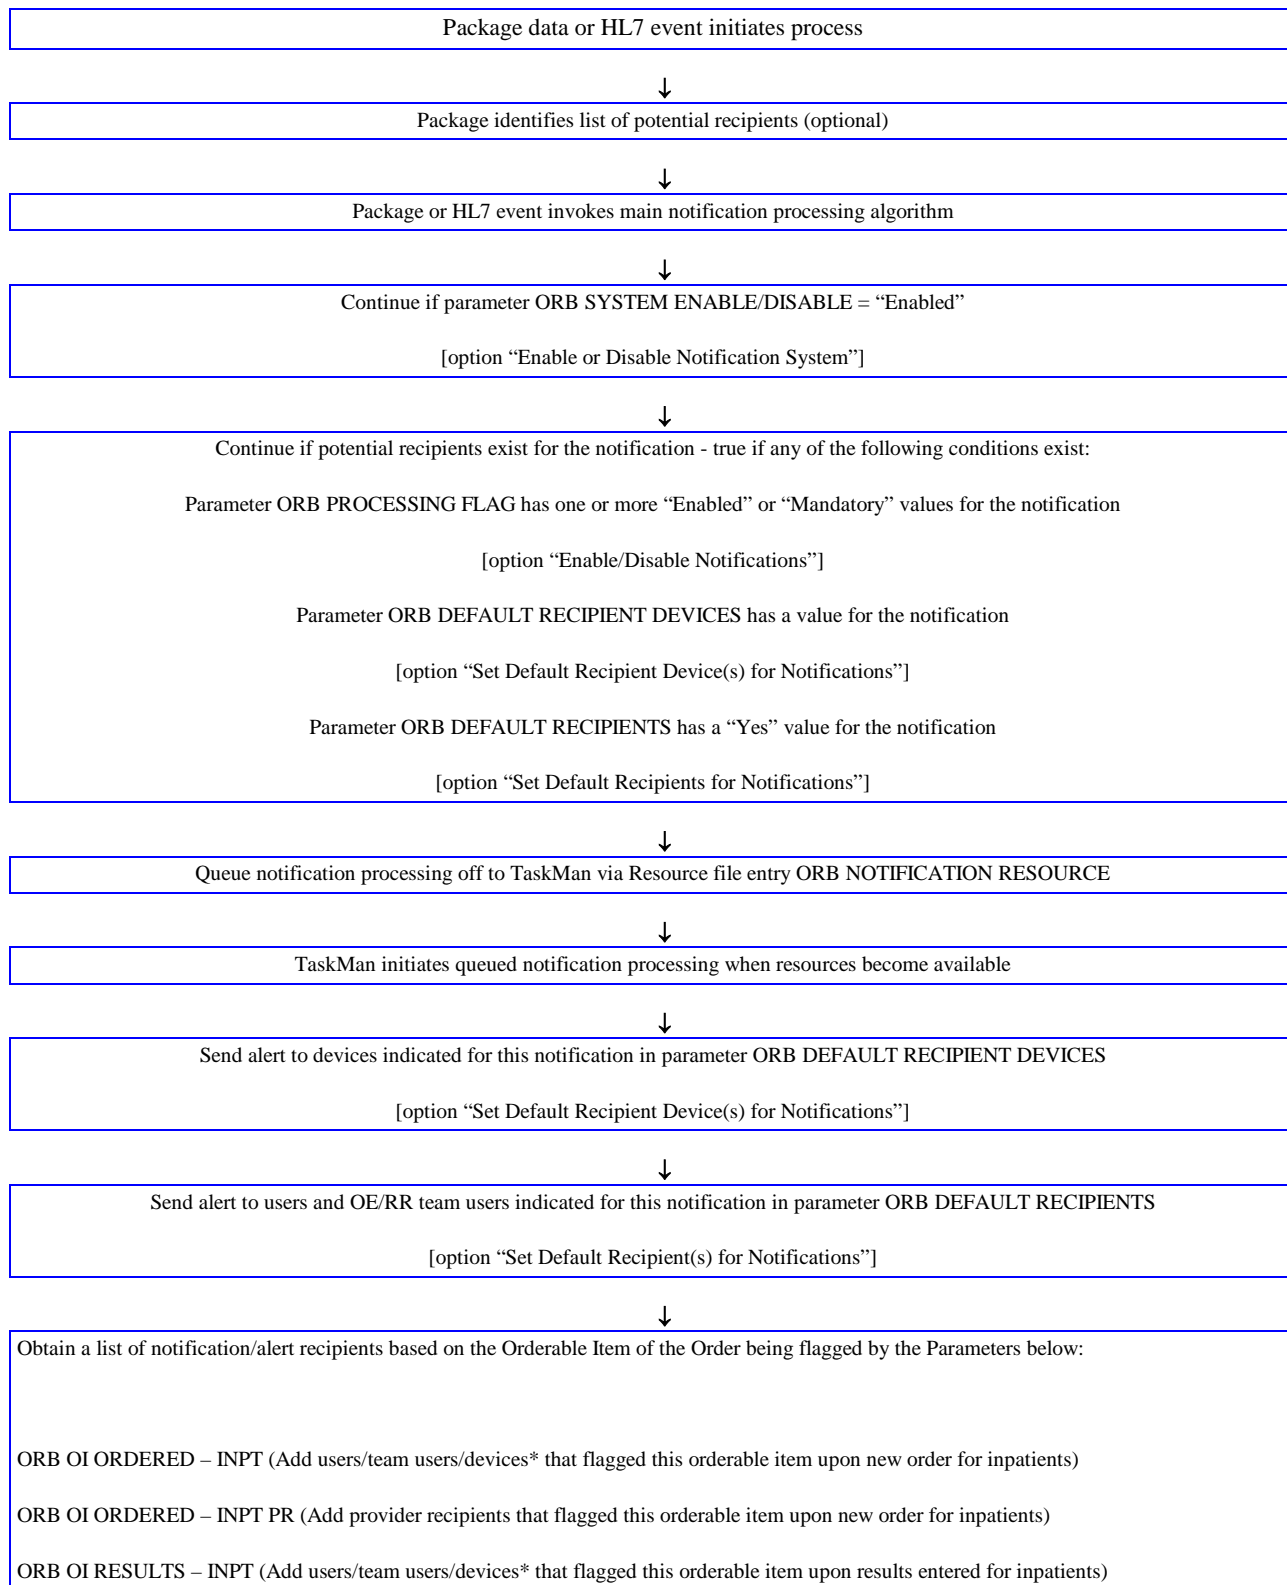 Package data or HL7 event initiates process
↓
Package identifies list of potential recipients (optional)
↓
Package or HL7 event invokes main notification processing algorithm
↓
Continue if parameter ORB SYSTEM ENABLE/DISABLE = “Enabled”
[option “Enable or Disable Notification System”]
↓
Continue if potential recipients exist for the notification - true if any of the following conditions exist:
Parameter ORB PROCESSING FLAG has one or more “Enabled” or “Mandatory” values for the notification
[option “Enable/Disable Notifications”]
Parameter ORB DEFAULT RECIPIENT DEVICES has a value for the notification
[option “Set Default Recipient Device(s) for Notifications”]
Parameter ORB DEFAULT RECIPIENTS has a “Yes” value for the notification
[option “Set Default Recipients for Notifications”]
↓
Queue notification processing off to TaskMan via Resource file entry ORB NOTIFICATION RESOURCE
↓
TaskMan initiates queued notification processing when resources become available
↓
Send alert to devices indicated for this notification in parameter ORB DEFAULT RECIPIENT DEVICES
[option “Set Default Recipient Device(s) for Notifications”]
↓
Send alert to users and OE/RR team users indicated for this notification in parameter ORB DEFAULT RECIPIENTS
[option “Set Default Recipient(s) for Notifications”]
↓
Obtain a list of notification/alert recipients based on the Orderable Item of the Order being flagged by the Parameters below:
ORB OI ORDERED – INPT (Add users/team users/devices* that flagged this orderable item upon new order for inpatients)
ORB OI ORDERED – INPT PR (Add provider recipients that flagged this orderable item upon new order for inpatients)
ORB OI RESULTS – INPT (Add users/team users/devices* that flagged this orderable item upon results entered for inpatients)